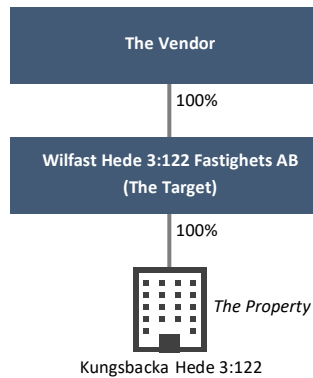 The Vendor
100%
Wilfast Hede 3:122 Fastighets AB
(The Target)
100%
The Property
Kungsbacka Hede 3:122